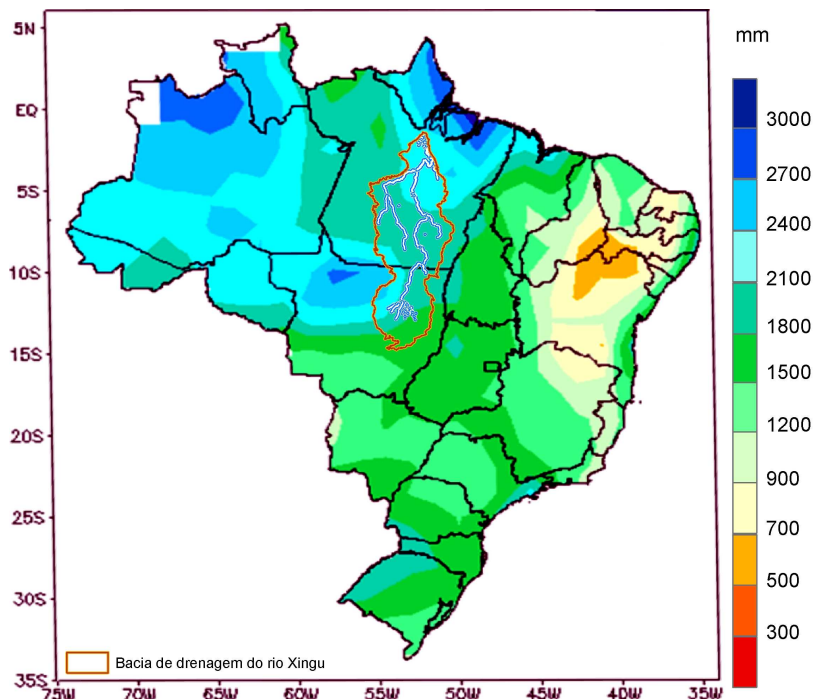 mm
5N
EQ
5S
10S
15S
20S
25S
30S
35S
75W 70W 65W 60W 55W 50W 45W 40W 35W
3000
2700
2400
2100
1800
1500
1200
900
700
500
300
Bacia de drenagem do rio Xingu